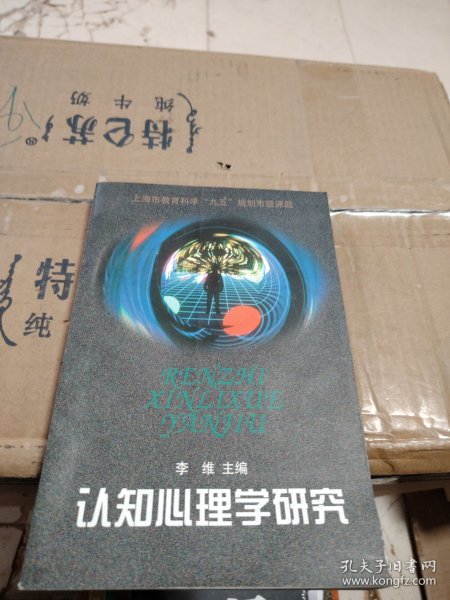 纯牛奶
特仑苏®
特
纯
上海市教育科学“九五”规划市级课题
RENZHI
XINLIXUE
YANJIU
李 维 主编
认知心理学研究
孔夫子旧书网
www.kongfz.com